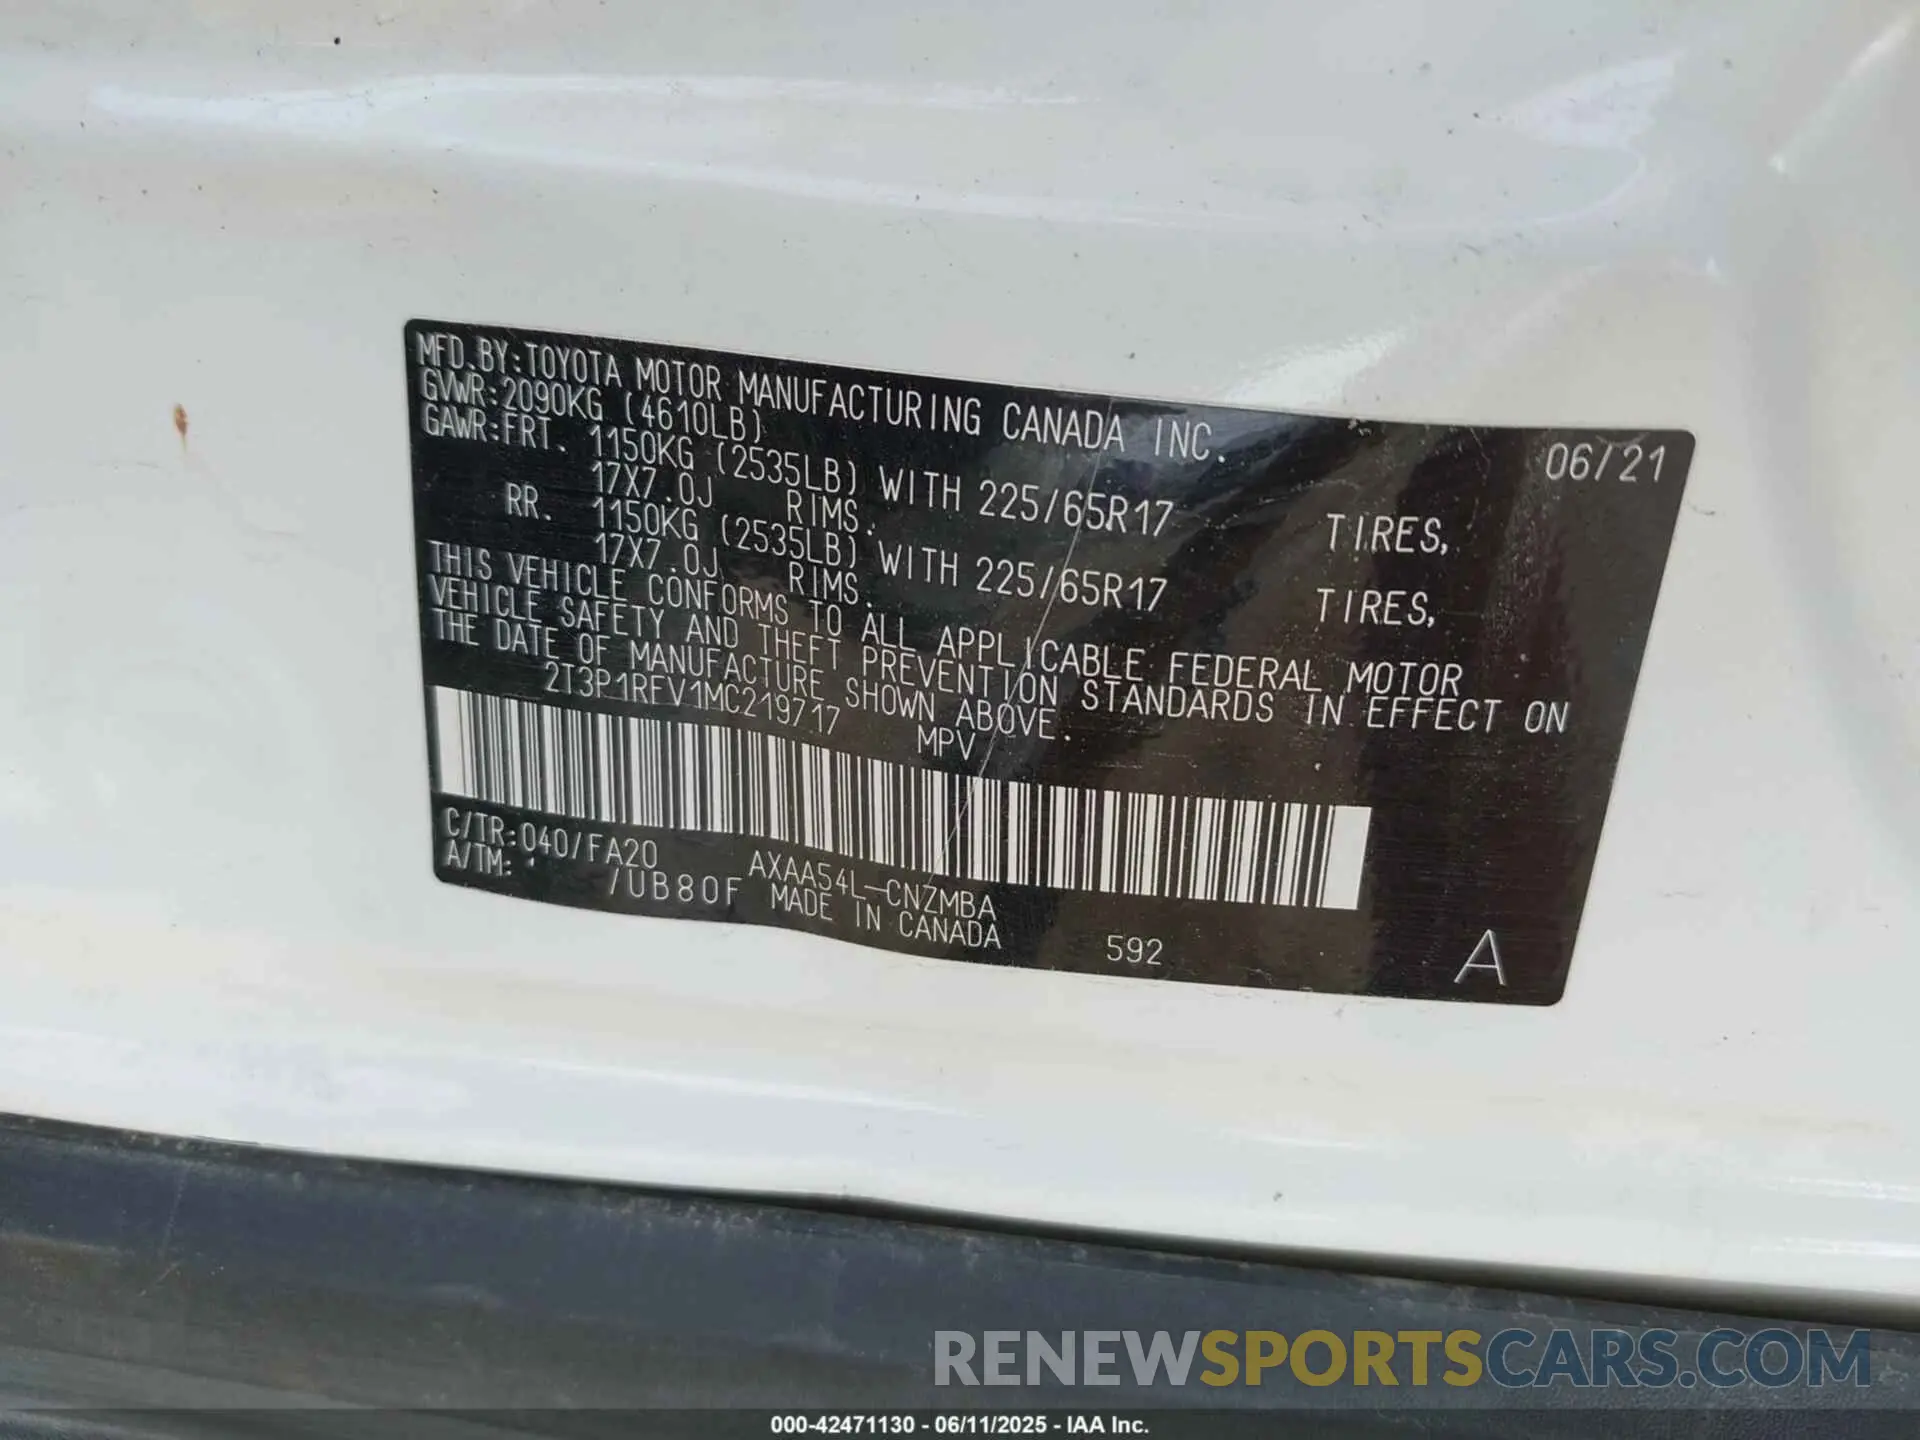 MFD.BY:TOYOTA MOTOR MANUFACTURING CANADA INC. 06/21
GVWR:2090KG (4610LB)
GAWR:FRT. 1150KG (2535LB) WITH 225/65R17 TIRES,
17X7.0J RIMS.
RR. 1150KG (2535LB) WITH 225/65R17 TIRES,
17X7.0J RIMS.
THIS VEHICLE CONFORMS TO ALL APPLICABLE FEDERAL MOTOR
VEHICLE SAFETY AND THEFT PREVENTION STANDARDS IN EFFECT ON
THE DATE OF MANUFACTURE SHOWN ABOVE.
2T3P1RFV1MC219717 MPV
C/TR:040/FA20 AXAA54L-CNZMBA
A/TM: /UB80F MADE IN CANADA 592 A
RENEWSPORTSCARS.COM
000-42471130 - 06/11/2025 - IAA Inc.